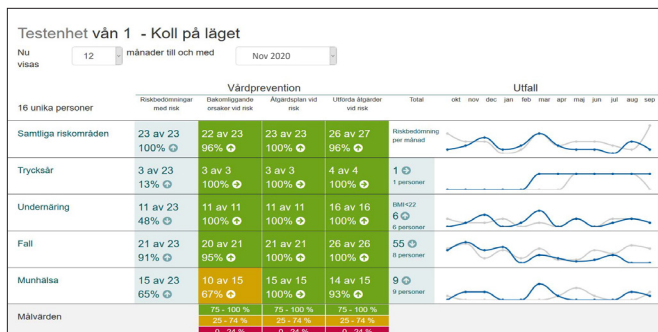 Testenhet vån 1 - Koll på läget
Nu visas 12 månader till och med Nov 2020
Vårdprevention Utfall
16 unika personer Riskbedömningar med risk Bakomliggande orsaker vid risk Åtgärdsplan vid risk Utförda åtgärder vid risk Total okt nov dec jan feb mar apr maj jun jul aug sep
Samtliga riskområden 23 av 23 22 av 23 23 av 23 26 av 27 Riskbedömning per månad
100% 96% 100% 96%
Trycksår 3 av 23 3 av 3 3 av 3 4 av 4 1
13% 100% 100% 100% 1 personer
Undernäring 11 av 23 11 av 11 11 av 11 16 av 16 BMI<22
48% 100% 100% 100% 6
6 personer
Fall 21 av 23 20 av 21 21 av 21 26 av 26 55
91% 95% 100% 100% 8 personer
Munhälsa 15 av 23 10 av 15 15 av 15 14 av 15 9
65% 67% 100% 93% 9 personer
Målvärden 75 - 100 % 75 - 100 % 75 - 100 %
25 - 74 % 25 - 74 % 25 - 74 %
0 - 24 % 0 - 24 % 0 - 24 %